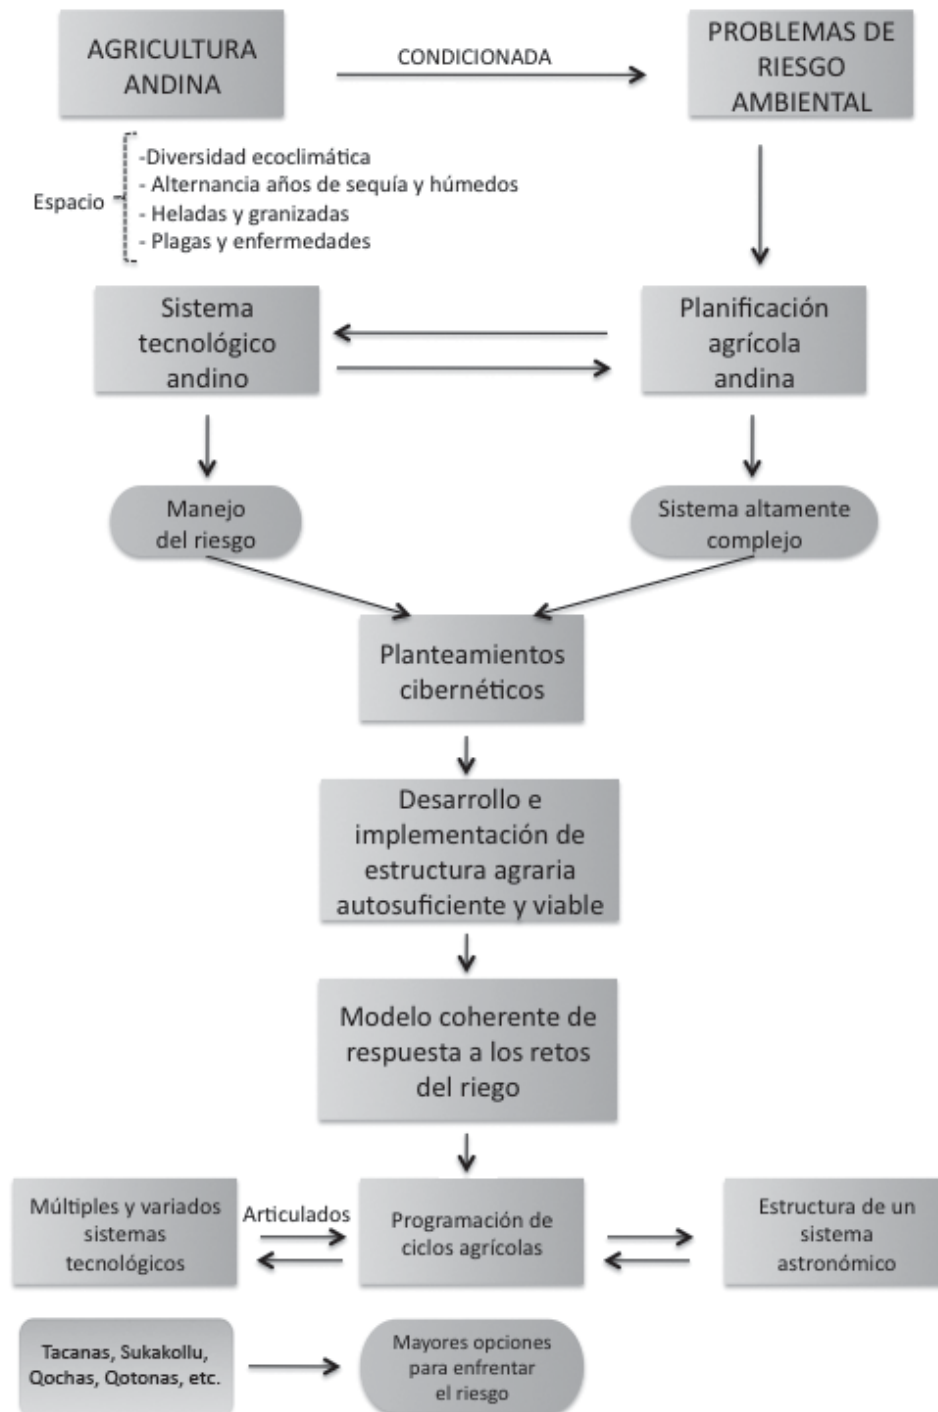 AGRICULTURA
ANDINA
CONDICIONADA
PROBLEMAS DE
RIESGO
AMBIENTAL
Espacio
-Diversidad ecoclimática
- Alternancia años de sequía y húmedos
- Heladas y granizadas
- Plagas y enfermedades
Sistema
tecnológico
andino
Planificación
agrícola
andina
Manejo
del riesgo
Sistema altamente
complejo
Planteamientos
cibernéticos
Desarrollo e
implementación de
estructura agraria
autosuficiente y viable
Modelo coherente de
respuesta a los retos
del riego
Múltiples y variados
sistemas
tecnológicos
Articulados
Programación de
ciclos agrícolas
Estructura de un
sistema
astronómico
Tacanas, Sukakollu,
Qochas, Qotonas, etc.
Mayores opciones
para enfrentar
el riesgo